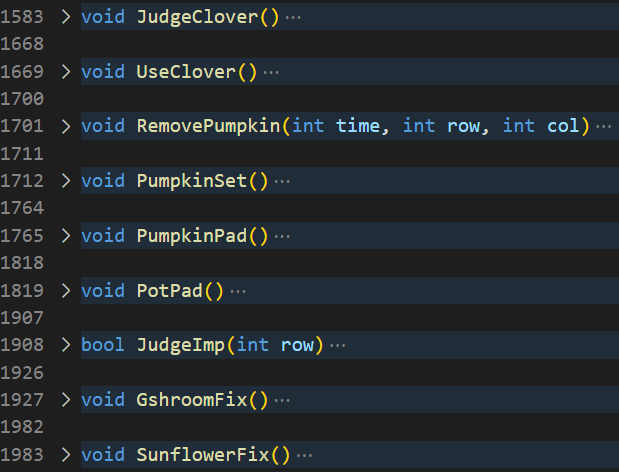 1583 > void JudgeClover()···
1668
1669 > void UseClover()···
1700
1701 > void RemovePumpkin(int time, int row, int col)···
1711
1712 > void PumpkinSet()···
1764
1765 > void PumpkinPad()···
1818
1819 > void PotPad()···
1907
1908 > bool JudgeImp(int row)···
1926
1927 > void GshroomFix()···
1982
1983 > void SunflowerFix()···